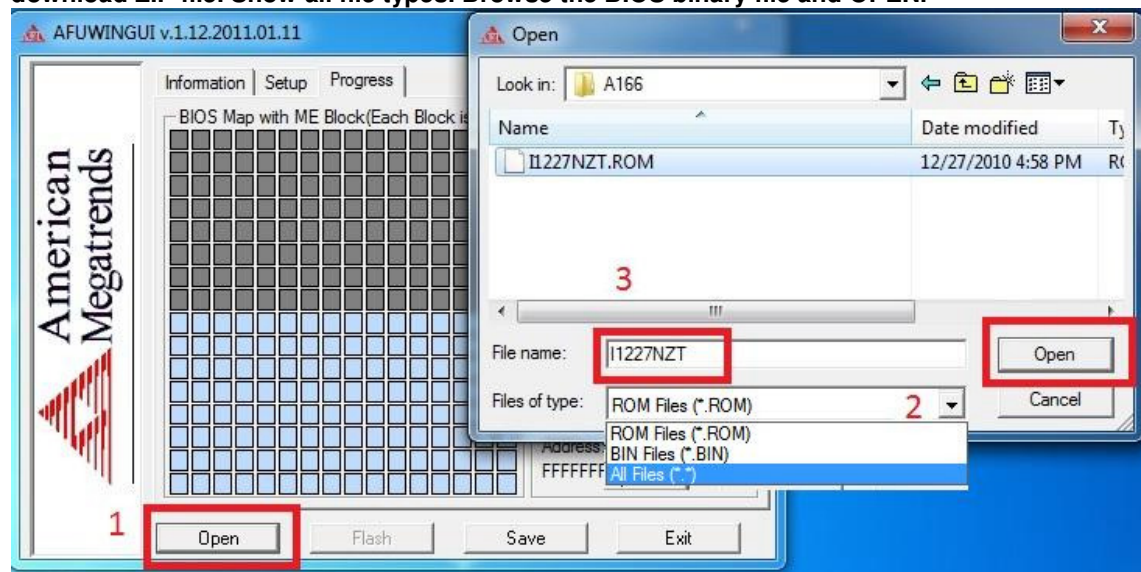 download ZIP file. Show all file types. Browse the BIOS binary file and OPEN.
AFUWINGUI v.1.12.2011.01.11
Information Setup Progress
BIOS Map with ME Block(Each Block is
American
Megatrends
Open
Look in: A166
Name Date modified
I1227NZT.ROM 12/27/2010 4:58 PM
3
File name: I1227NZT Open
Files of type: ROM Files (*.ROM) 2 Cancel
ROM Files (*.ROM)
BIN Files (*.BIN)
All Files (*.*)
Address
FFFFFFF
1
Open Flash Save Exit